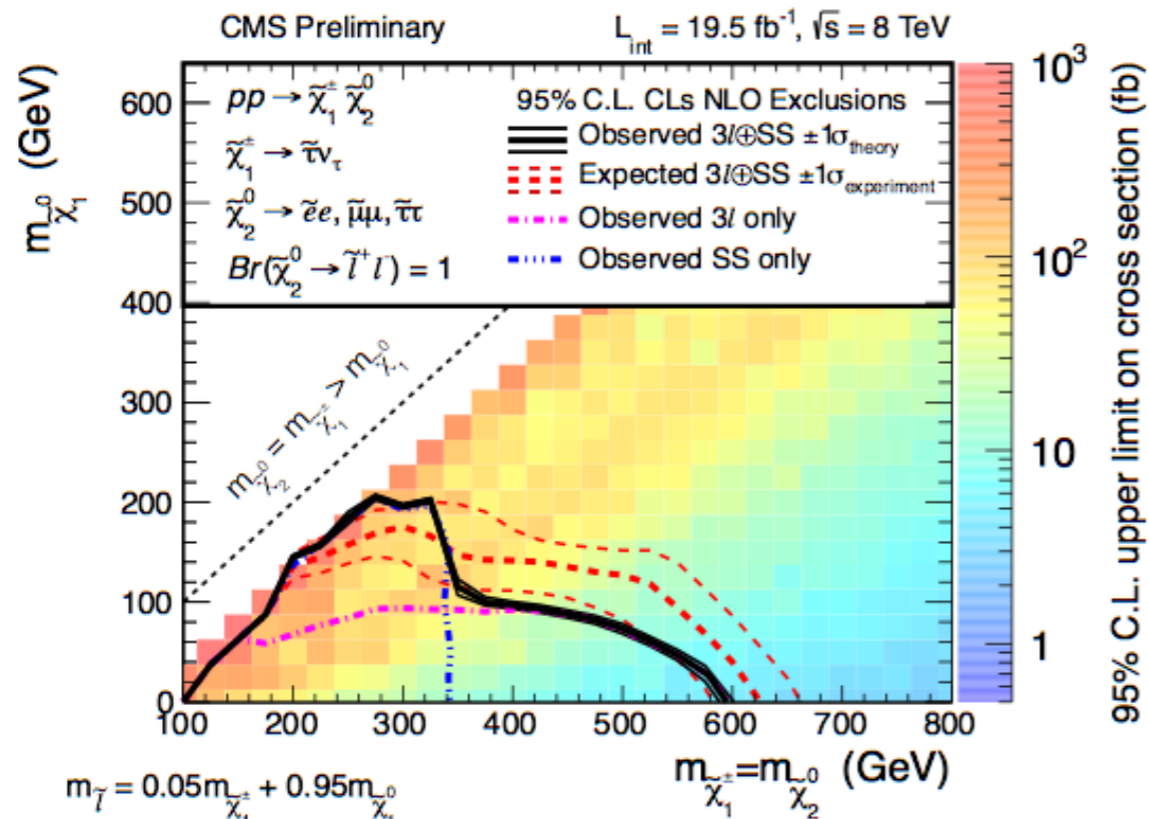 CMS Preliminary L_int = 19.5 fb⁻¹, √s = 8 TeV
pp → χ̃₁± χ̃₂⁰
χ̃₁± → τ̃ν_τ
χ̃₂⁰ → ẽe, μ̃μ, τ̃τ
Br(χ̃₂⁰ → l̃⁺l⁻) = 1
95% C.L. CLs NLO Exclusions
Observed 3l⊕SS ±1σ_theory
Expected 3l⊕SS ±1σ_experiment
Observed 3l only
Observed SS only
m_χ̃₁⁰ (GeV)
600
500
400
300
200
100
0
m_χ̃₂⁰ = m_χ̃₁± > m_χ̃₁⁰
100 200 300 400 500 600 700 800
m_χ̃₁± = m_χ̃₂⁰ (GeV)
m_l̃ = 0.05m_χ̃₁± + 0.95m_χ̃₁⁰
10³
10²
10
1
95% C.L. upper limit on cross section (fb)